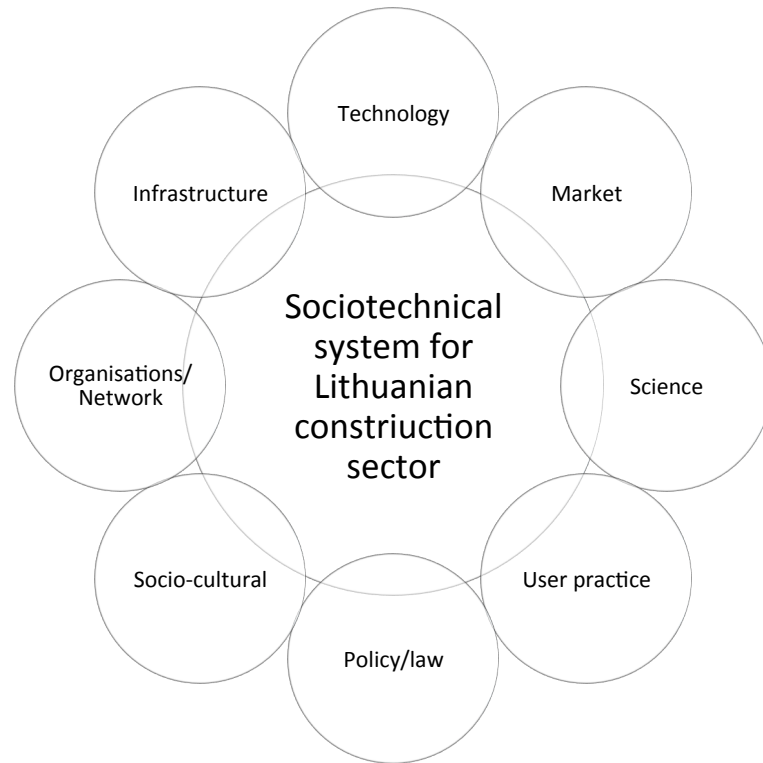 Technology
Infrastructure
Market
Sociotechnical
system for
Lithuanian
constriuction
sector
Organisations/
Network
Science
Socio-cultural
User practice
Policy/law